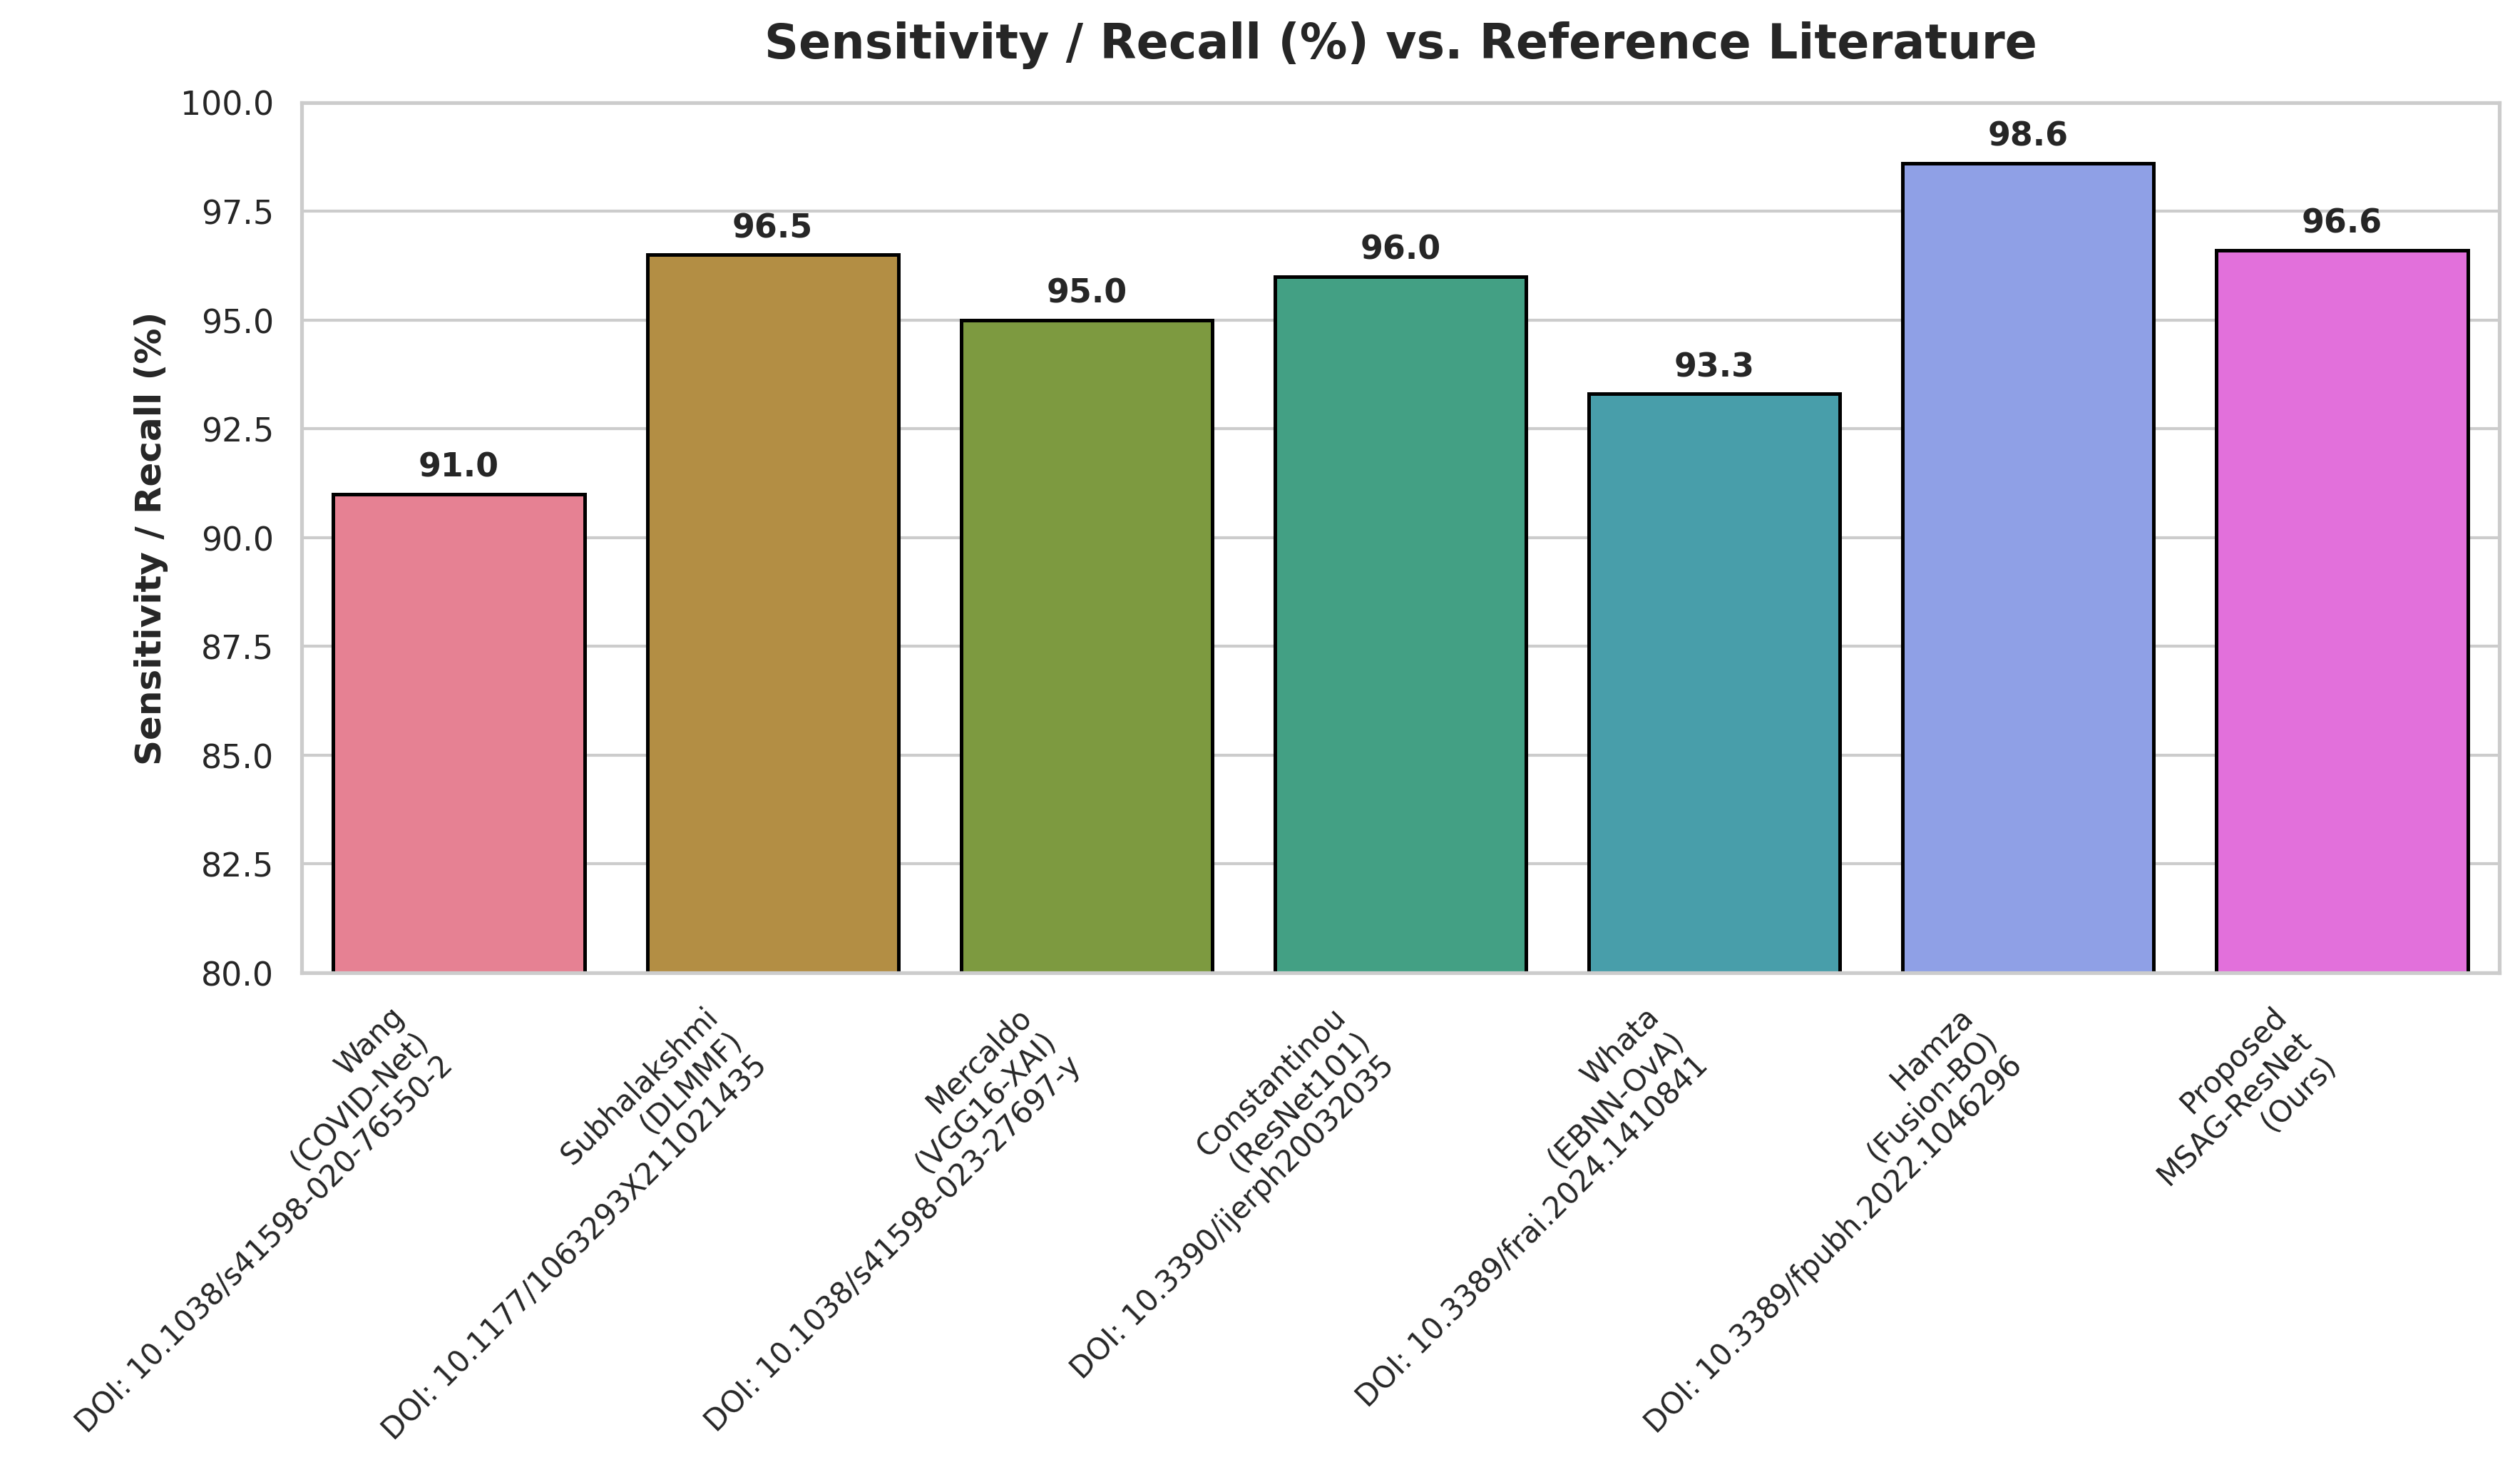 Sensitivity / Recall (%) vs. Reference Literature
Sensitivity / Recall (%)
100.0
97.5
95.0
92.5
90.0
87.5
85.0
82.5
80.0
91.0
96.5
95.0
96.0
93.3
98.6
96.6
Wang
(COVID-Net)
DOI: 10.1038/s41598-020-76550-2
Subhalakshmi
(DLMMF)
DOI: 10.1177/1063293X211021435
Mercaldo
(VGG16-XAI)
DOI: 10.1038/s41598-023-27697-y
Constantinou
(ResNet101)
DOI: 10.3390/ijerph20032035
Whata
(EBNN-OvA)
DOI: 10.3389/frai.2024.1410841
Hamza
(Fusion-BO)
DOI: 10.3389/fpubh.2022.1046296
Proposed
MSAG-ResNet
(Ours)